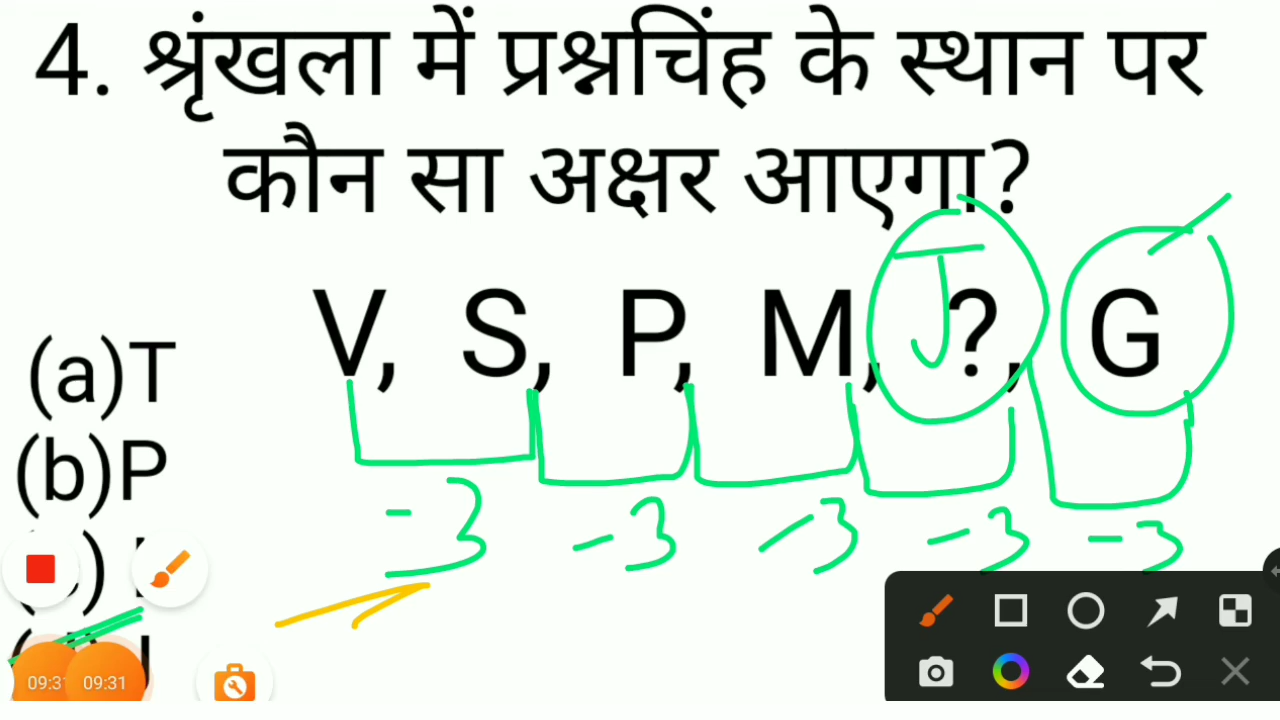 4. श्रृंखला में प्रश्नचिंह के स्थान पर
कौन सा अक्षर आएगा?
V, S, P, M, J ?, G
(a)T
(b)P
-3 -3 -3 -3 -3
09:31 09:31